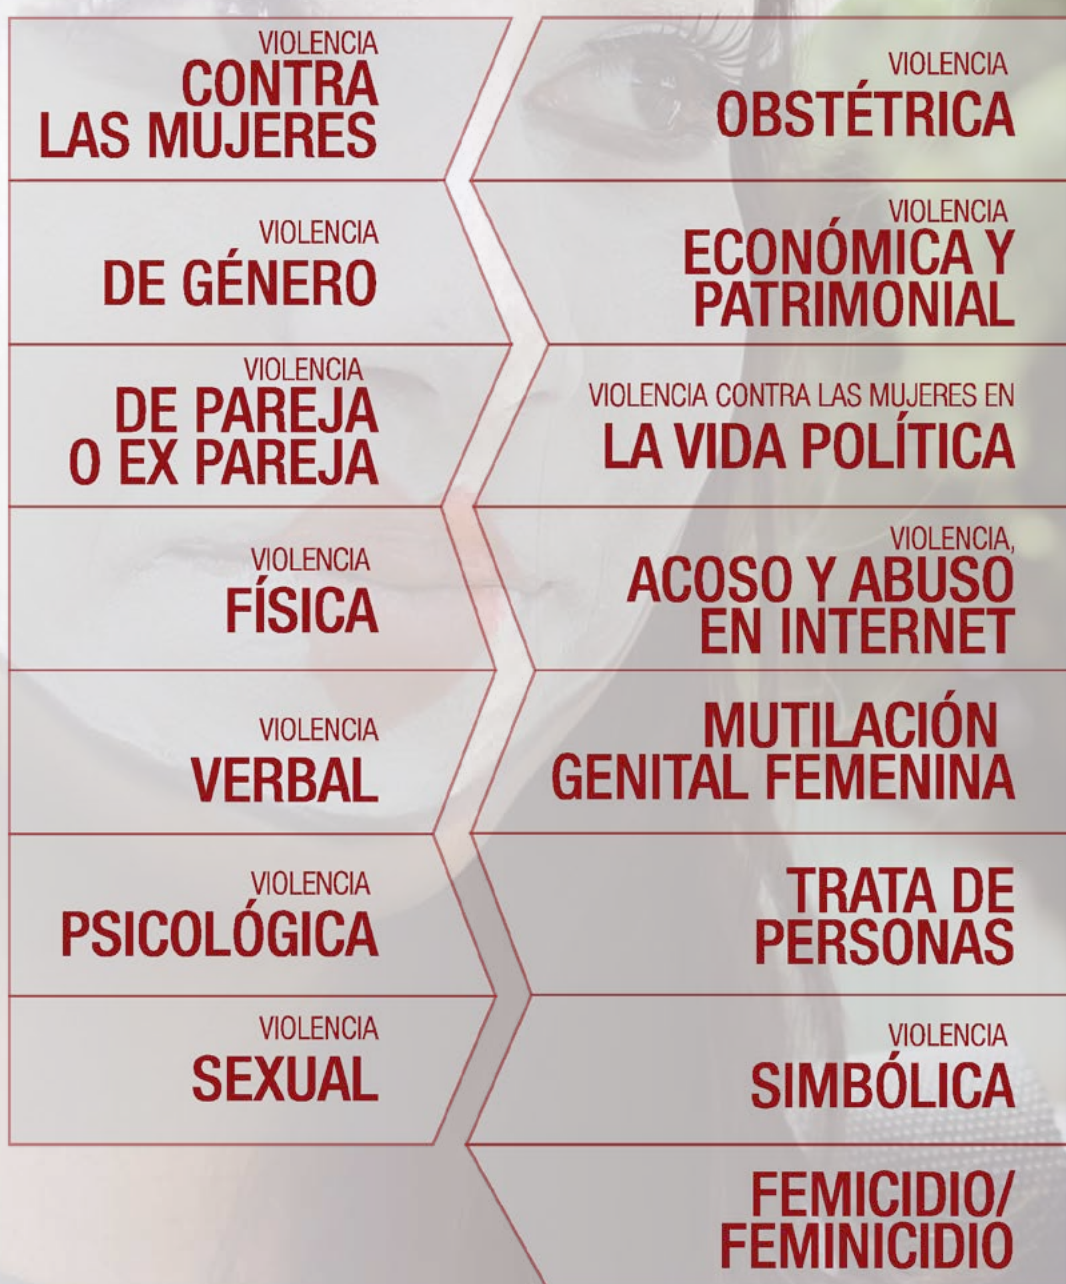 VIOLENCIA
CONTRA
LAS MUJERES
VIOLENCIA
DE GÉNERO
VIOLENCIA
DE PAREJA
O EX PAREJA
VIOLENCIA
FÍSICA
VIOLENCIA
VERBAL
VIOLENCIA
PSICOLÓGICA
VIOLENCIA
SEXUAL
VIOLENCIA
OBSTÉTRICA
VIOLENCIA
ECONÓMICA Y
PATRIMONIAL
VIOLENCIA CONTRA LAS MUJERES EN
LA VIDA POLÍTICA
VIOLENCIA,
ACOSO Y ABUSO
EN INTERNET
MUTILACIÓN
GENITAL FEMENINA
TRATA DE
PERSONAS
VIOLENCIA
SIMBÓLICA
FEMICIDIO/
FEMINICIDIO